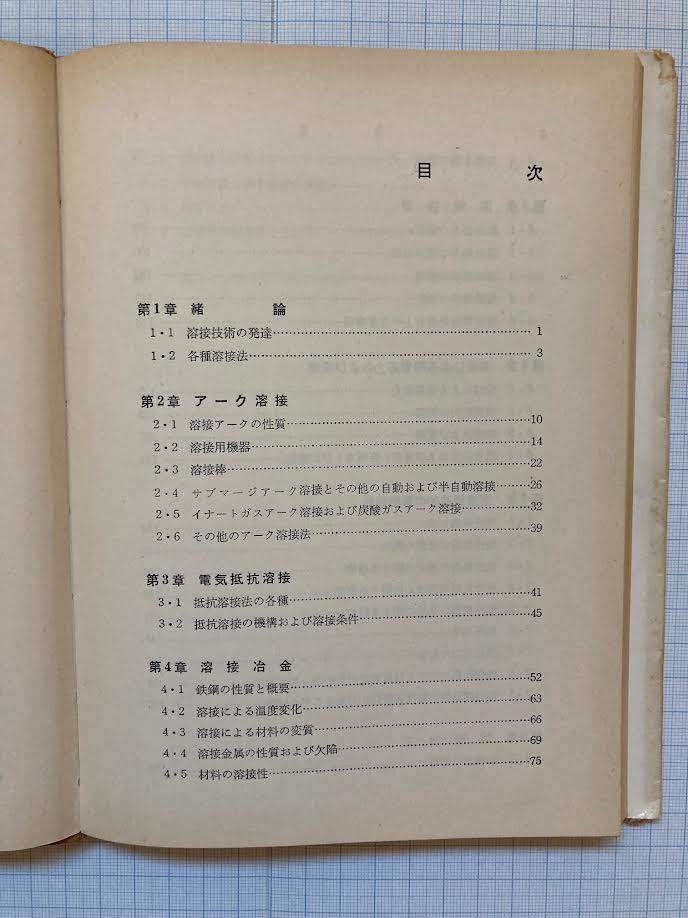 目次
第1章 緒論
1・1 溶接技術の発達……1
1・2 各種溶接法……3
第2章 アーク溶接
2・1 溶接アークの性質……10
2・2 溶接用機器……14
2・3 溶接棒……22
2・4 サブマージアーク溶接とその他の自動および半自動溶接……26
2・5 イナートガスアーク溶接および炭酸ガスアーク溶接……32
2・6 その他のアーク溶接法……39
第3章 電気抵抗溶接
3・1 抵抗溶接法の各種……41
3・2 抵抗溶接の機構および溶接条件……45
第4章 溶接冶金
4・1 鉄鋼の性質と概要……52
4・2 溶接による温度変化……63
4・3 溶接による材料の変質……66
4・4 溶接金属の性質および欠陥……69
4・5 材料の溶接性……75